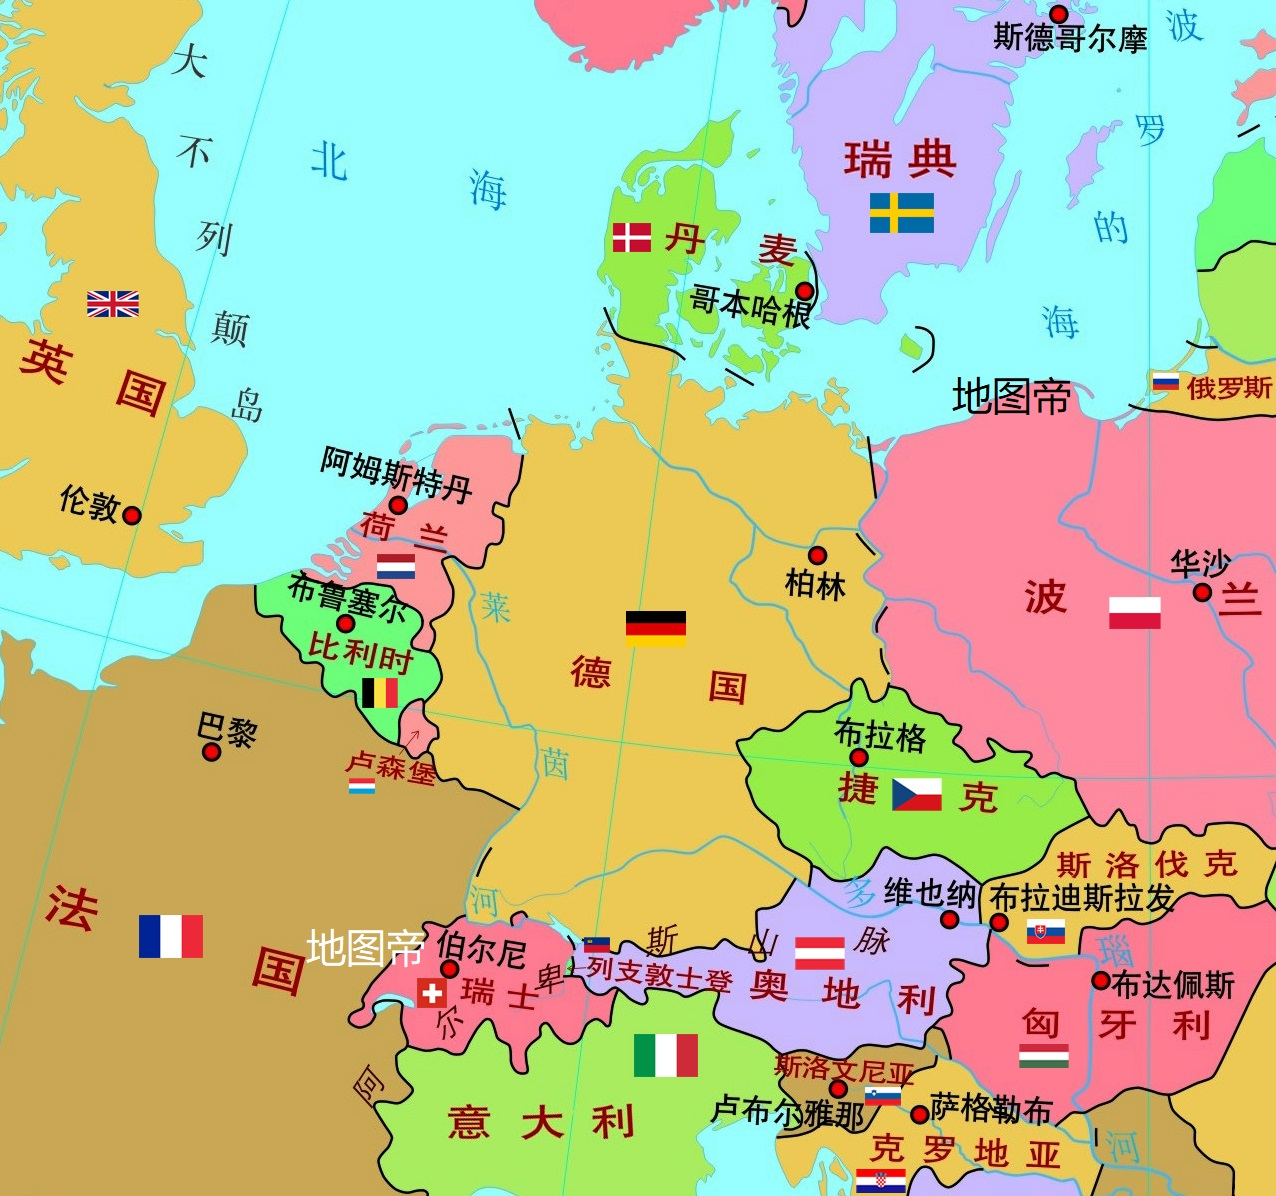 斯德哥尔摩
波罗的海
大不列颠岛
北海
瑞典
丹麦
哥本哈根
英国
地图帝
俄罗斯
阿姆斯特丹
伦敦
荷兰
柏林
华沙
布鲁塞尔
波兰
莱茵河
比利时
德国
巴黎
布拉格
卢森堡
捷克
斯洛伐克
法国
多瑙河
维也纳
布拉迪斯拉发
地图帝
伯尔尼
阿尔卑斯山脉
列支敦士登
瑞士
奥地利
布达佩斯
匈牙利
斯洛文尼亚
卢布尔雅那
萨格勒布
意大利
克罗地亚